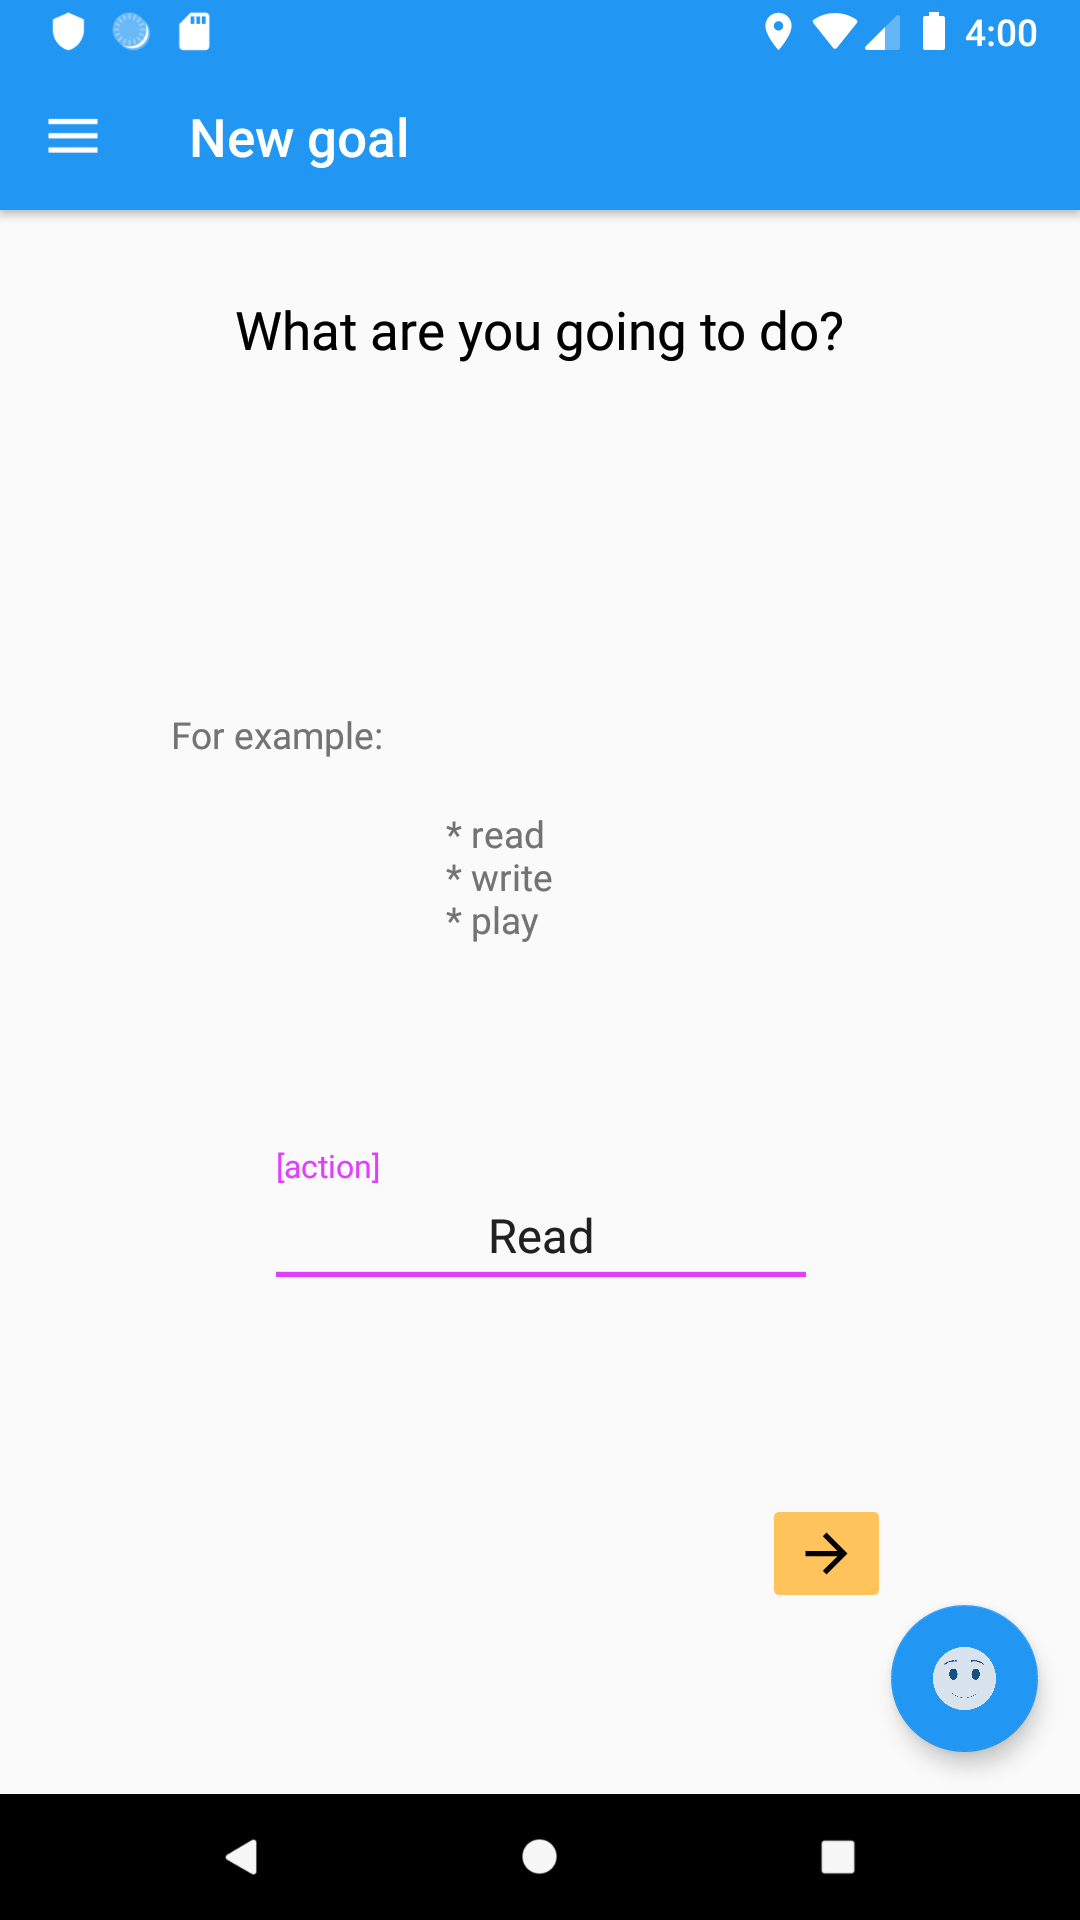 4:00
New goal
What are you going to do?
For example:
* read
* write
* play
[action]
Read